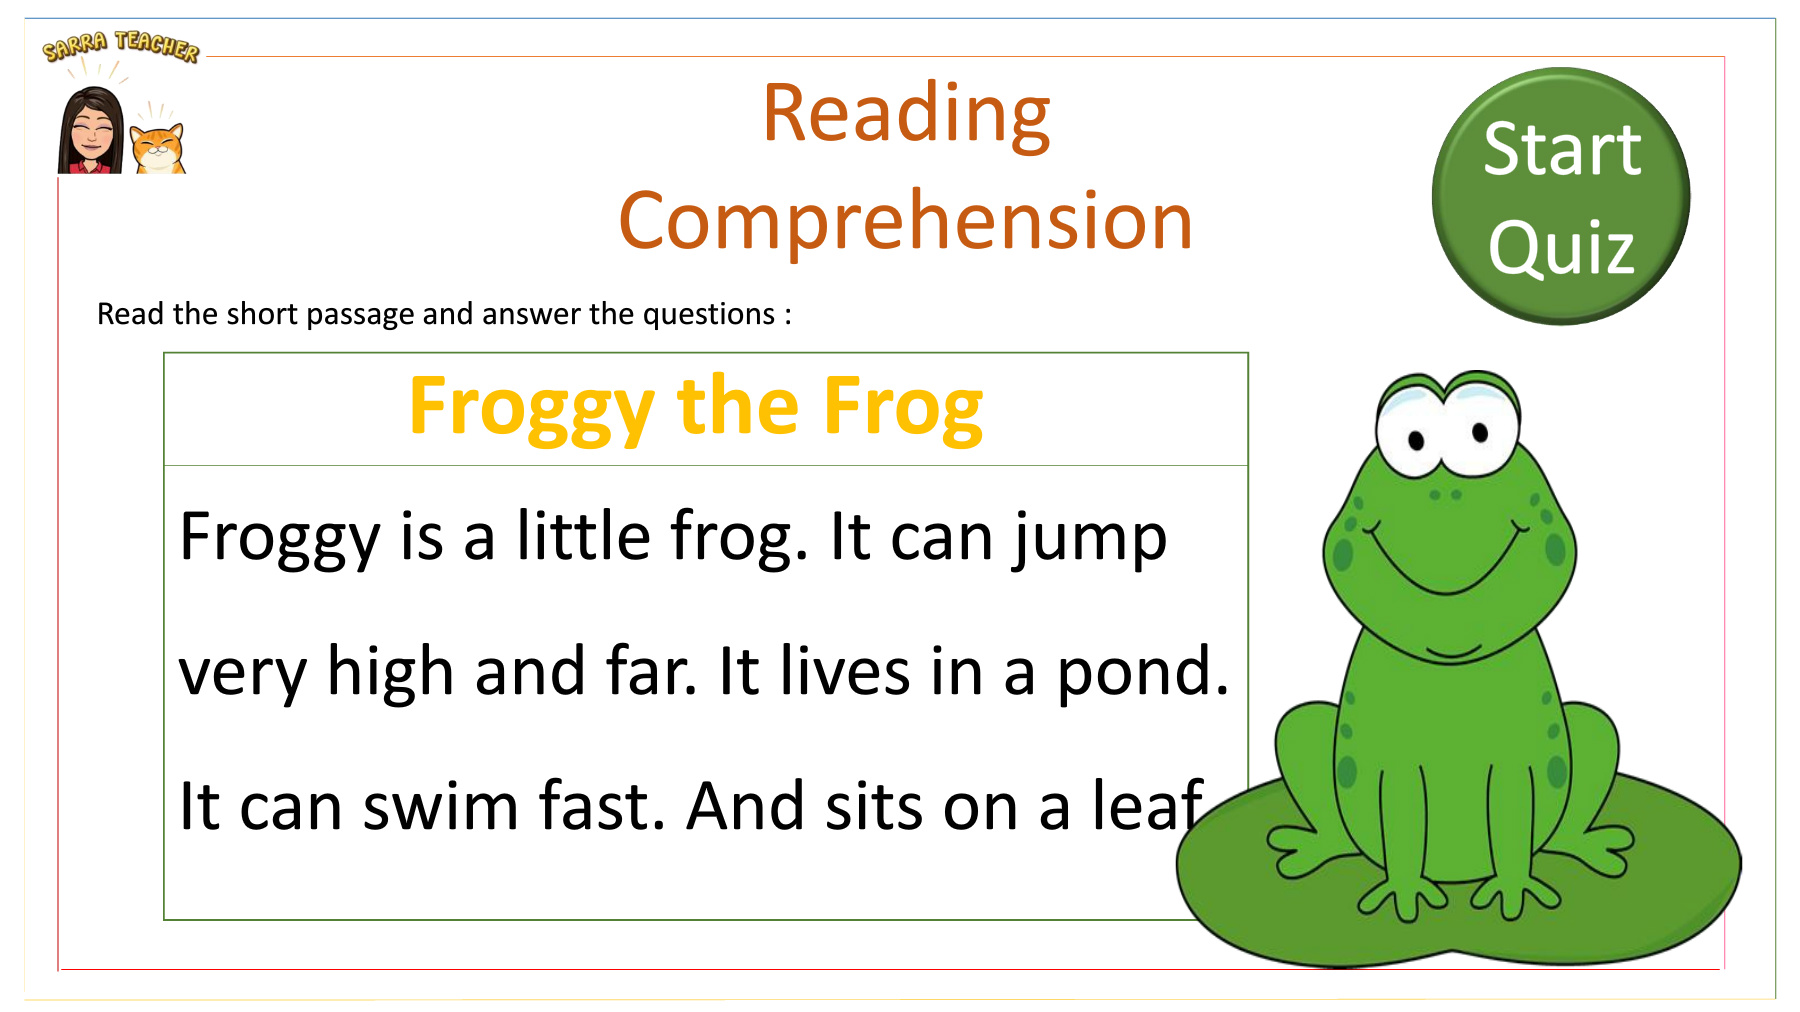 SARRA TEACHER
Reading
Comprehension
Start
Quiz
Read the short passage and answer the questions :
Froggy the Frog
Froggy is a little frog. It can jump
very high and far. It lives in a pond.
It can swim fast. And sits on a leaf